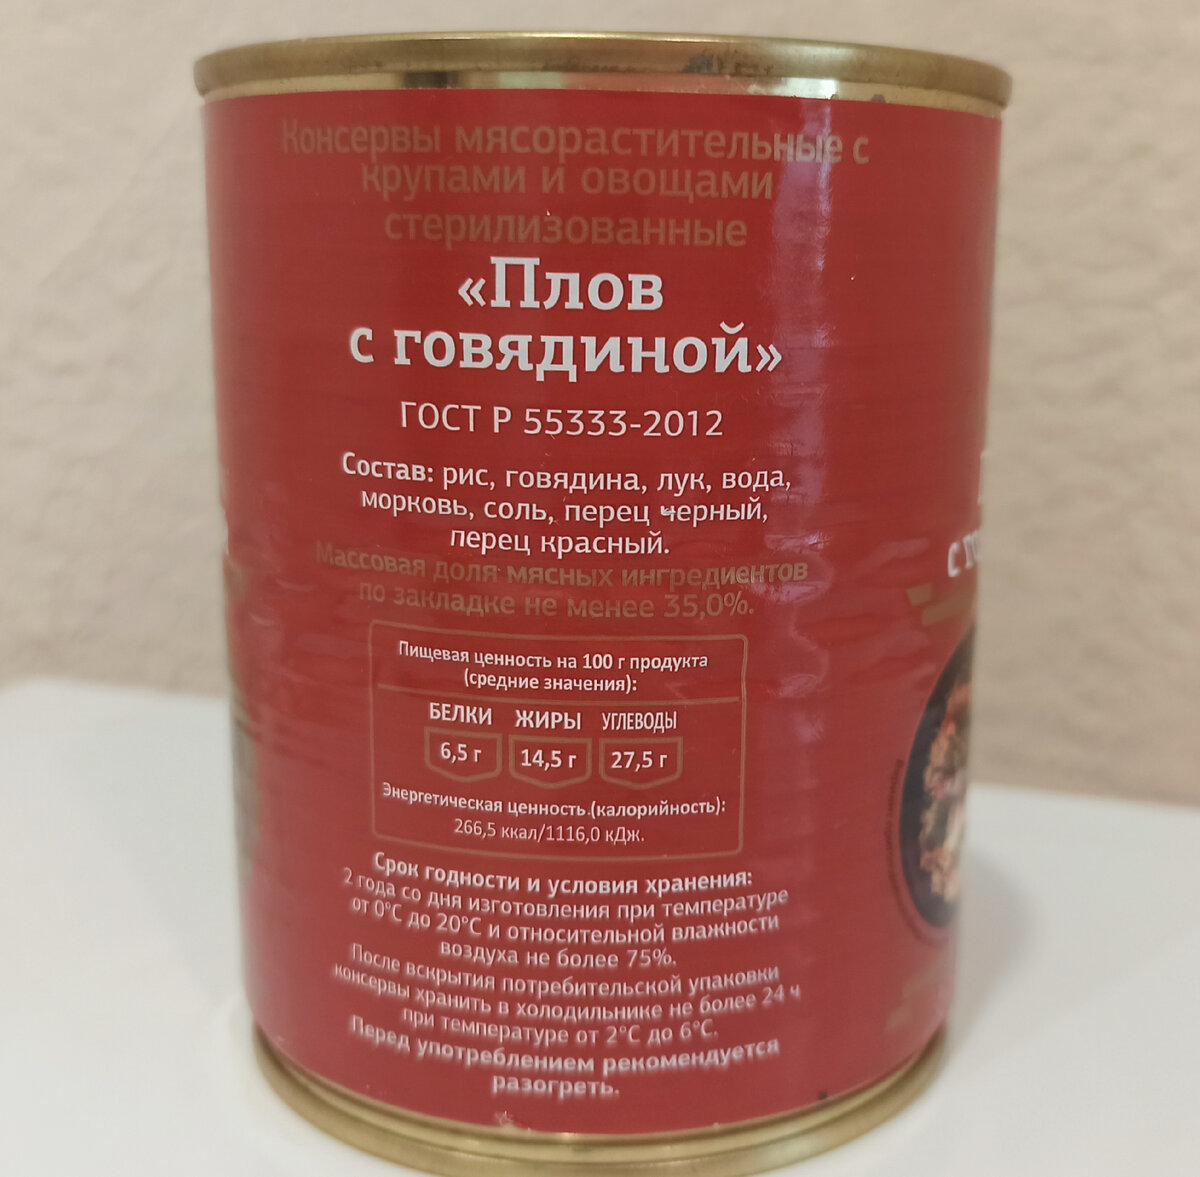 Консервы мясорастительные с
крупами и овощами
стерилизованные
«Плов
с говядиной»
ГОСТ Р 55333-2012
Состав: рис, говядина, лук, вода,
морковь, соль, перец черный,
перец красный.
Массовая доля мясных ингредиентов
по закладке не менее 35,0%.
Пищевая ценность на 100 г продукта
(средние значения):
БЕЛКИ ЖИРЫ УГЛЕВОДЫ
6,5 г 14,5 г 27,5 г
Энергетическая ценность (калорийность):
266,5 ккал/1116,0 кДж.
Срок годности и условия хранения:
2 года со дня изготовления при температуре
от 0°С до 20°С и относительной влажности
воздуха не более 75%.
После вскрытия потребительской упаковки
консервы хранить в холодильнике не более 24 ч
при температуре от 2°С до 6°С.
Перед употреблением рекомендуется
разогреть.
с